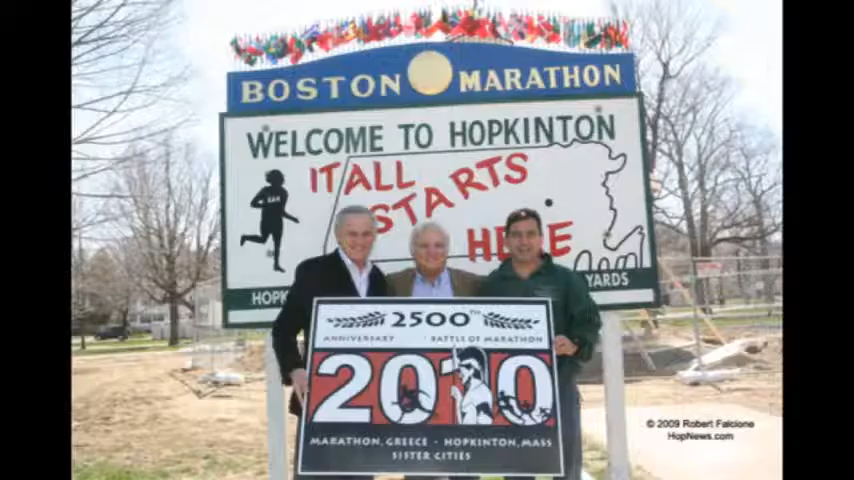 BOSTON MARATHON
WELCOME TO HOPKINTON
IT ALL
STARTS
HERE
YARDS
2500TH
ANNIVERSARY BATTLE OF MARATHON
2010
MARATHON, GREECE - HOPKINTON, MASS
SISTER CITIES
© 2009 Robert Falcione
HopNews.com